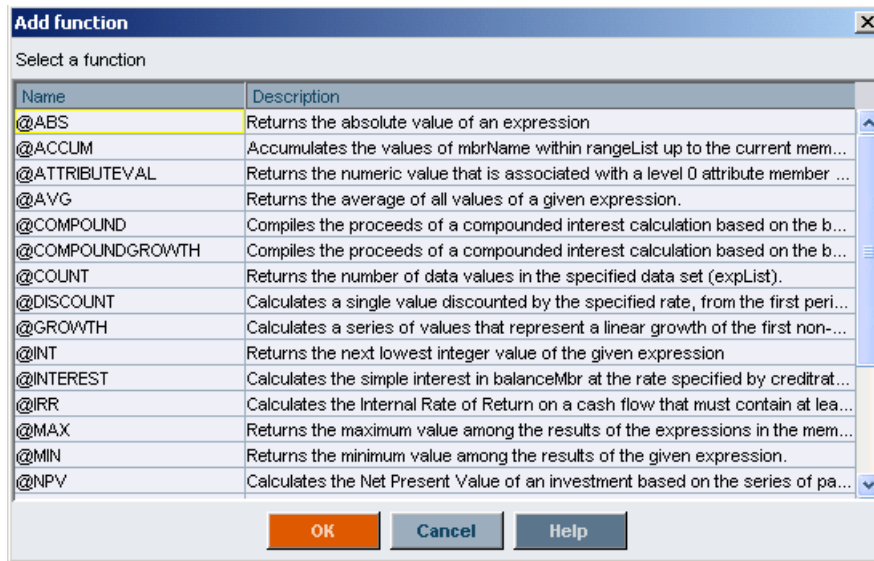 Add function
Select a function
Name Description
@ABS Returns the absolute value of an expression
@ACCUM Accumulates the values of mbrName within rangeList up to the current mem...
@ATTRIBUTEVAL Returns the numeric value that is associated with a level 0 attribute member ...
@AVG Returns the average of all values of a given expression.
@COMPOUND Compiles the proceeds of a compounded interest calculation based on the b...
@COMPOUNDGROWTH Compiles the proceeds of a compounded interest calculation based on the b...
@COUNT Returns the number of data values in the specified data set (expList).
@DISCOUNT Calculates a single value discounted by the specified rate, from the first peri...
@GROWTH Calculates a series of values that represent a linear growth of the first non-...
@INT Returns the next lowest integer value of the given expression
@INTEREST Calculates the simple interest in balanceMbr at the rate specified by creditrat...
@IRR Calculates the Internal Rate of Return on a cash flow that must contain at lea...
@MAX Returns the maximum value among the results of the expressions in the mem...
@MIN Returns the minimum value among the results of the given expression.
@NPV Calculates the Net Present Value of an investment based on the series of pa...
OK Cancel Help